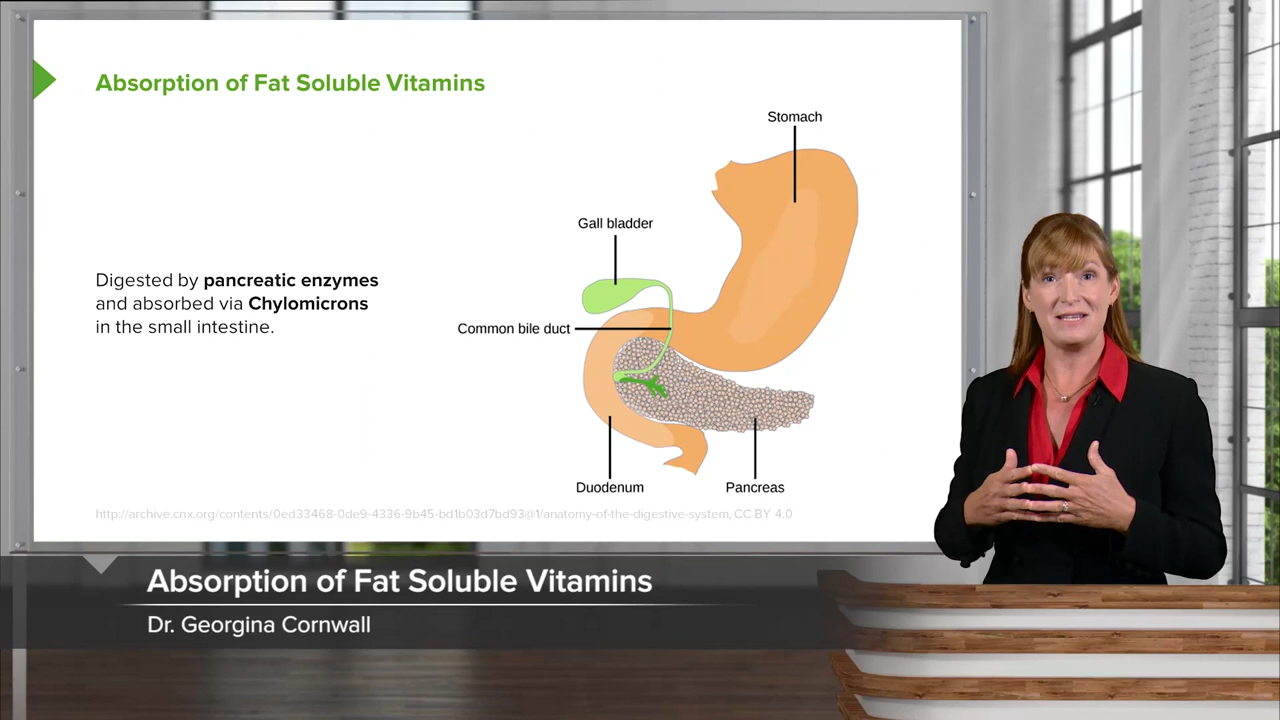 Absorption of Fat Soluble Vitamins
Stomach
Gall bladder
Digested by pancreatic enzymes
and absorbed via Chylomicrons
in the small intestine.
Common bile duct
Duodenum
Pancreas
http://archive.cnx.org/contents/0ed33468-0de9-4336-9b45-bd1b03d7bd93@1/anatomy-of-the-digestive-system, CC BY 4.0
Absorption of Fat Soluble Vitamins
Dr. Georgina Cornwall